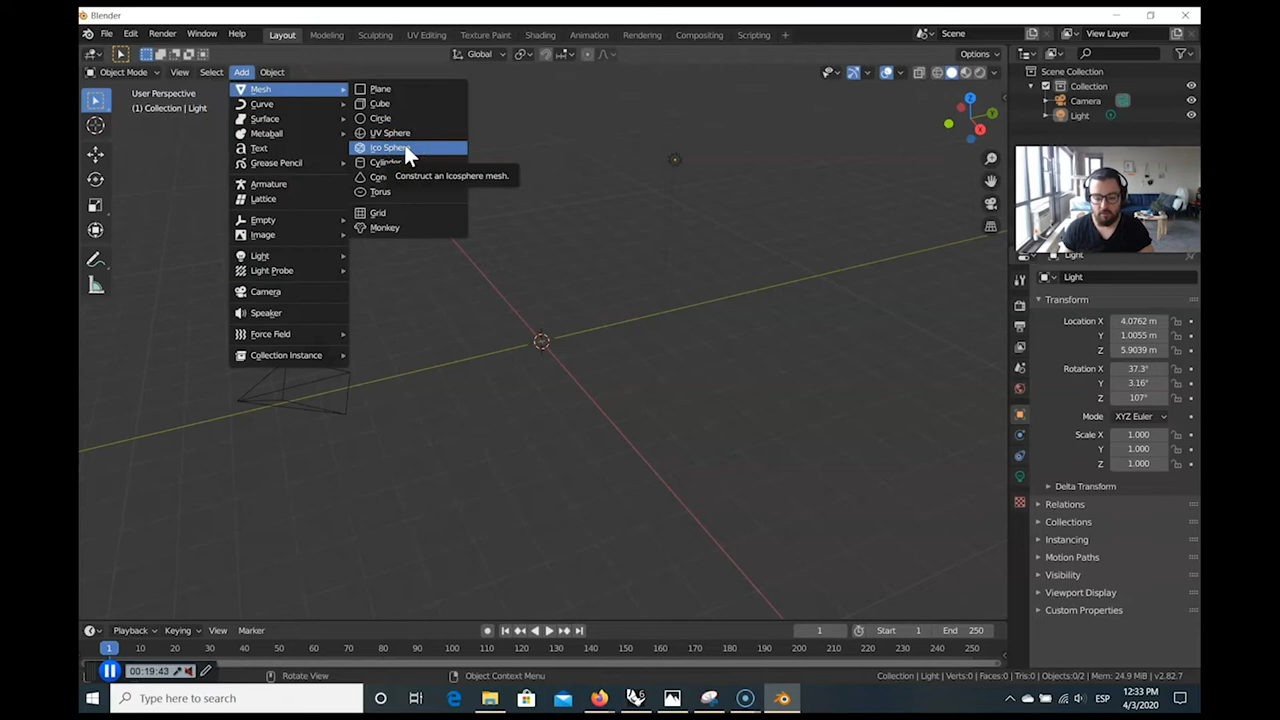 Blender
File Edit Render Window Help Layout Modeling Sculpting UV Editing Texture Paint Shading Animation Rendering Compositing Scripting + Scene View Layer
Global Options
Object Mode View Select Add Object
User Perspective
(1) Collection | Light
Mesh
Curve
Surface
Metaball
Text
Grease Pencil
Armature
Lattice
Empty
Image
Light
Light Probe
Camera
Speaker
Force Field
Collection Instance
Plane
Cube
Circle
UV Sphere
Ico Sphere
Cylinder
Construct an Icosphere mesh.
Torus
Grid
Monkey
Z
Y
X
Scene Collection
Collection
Camera
Light
Light
Light
Transform
Location X 4.0762 m
Y 1.0055 m
Z 5.9039 m
Rotation X 37.3°
Y 3.16°
Z 107°
Mode XYZ Euler
Scale X 1.000
Y 1.000
Z 1.000
Delta Transform
Relations
Collections
Instancing
Motion Paths
Visibility
Viewport Display
Custom Properties
Playback Keying View Marker 1 Start 1 End 250
1 10 20 30 40 50 60 70 80 90 100 110 120 130 140 150 160 170 180 190 200 210 220 230 240 250
00:19:43 Rotate View Object Context Menu Collection | Light | Verts:0 | Faces:0 | Tris:0 | Objects:0/2 | Mem: 24.9 MiB | v2.82.7
Type here to search ESP 12:33 PM
4/3/2020